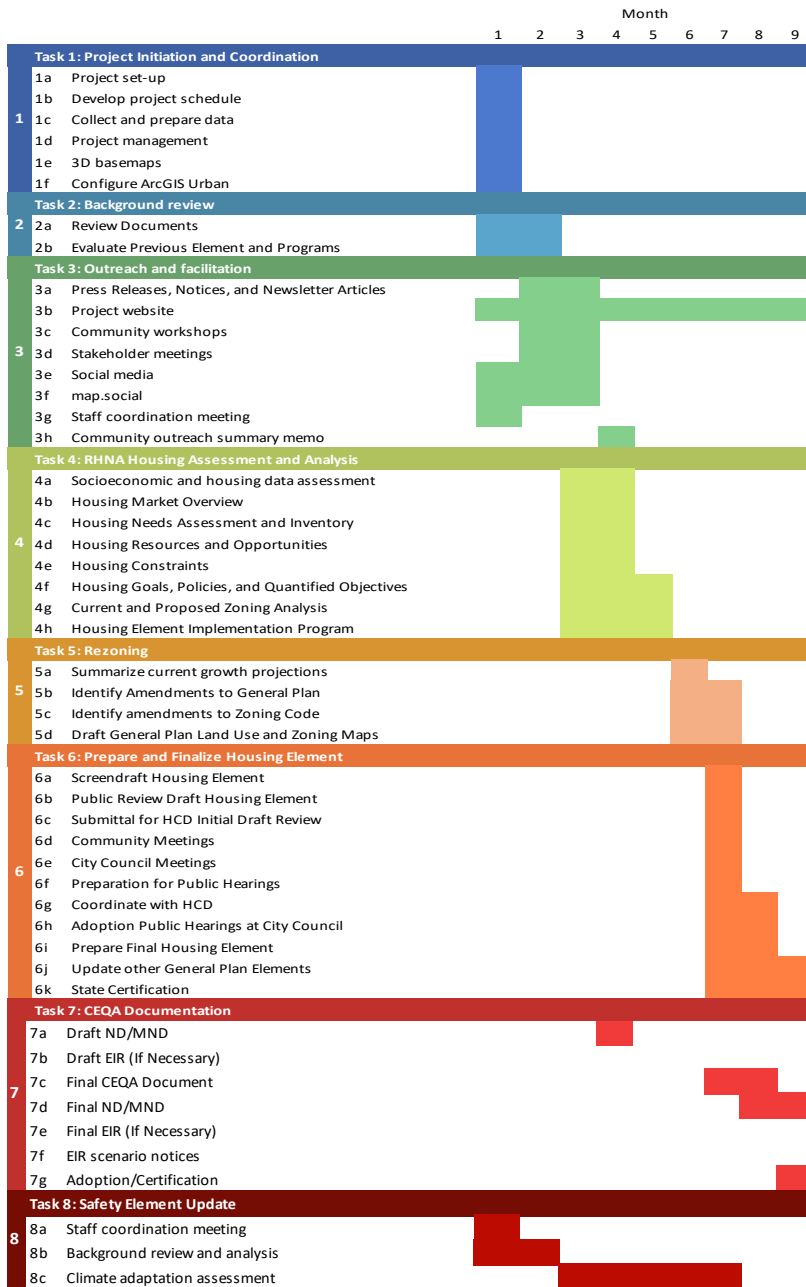 Month
1 2 3 4 5 6 7 8 9
Task 1: Project Initiation and Coordination
1a Project set-up
1b Develop project schedule
1c Collect and prepare data
1
1d Project management
1e 3D basemaps
1f Configure ArcGIS Urban
Task 2: Background review
2
2a Review Documents
2b Evaluate Previous Element and Programs
Task 3: Outreach and facilitation
3a Press Releases, Notices, and Newsletter Articles
3b Project website
3c Community workshops
3
3d Stakeholder meetings
3e Social media
3f map.social
3g Staff coordination meeting
3h Community outreach summary memo
Task 4: RHNA Housing Assessment and Analysis
4a Socioeconomic and housing data assessment
4b Housing Market Overview
4c Housing Needs Assessment and Inventory
4
4d Housing Resources and Opportunities
4e Housing Constraints
4f Housing Goals, Policies, and Quantified Objectives
4g Current and Proposed Zoning Analysis
4h Housing Element Implementation Program
Task 5: Rezoning
5a Summarize current growth projections
5
5b Identify Amendments to General Plan
5c Identify amendments to Zoning Code
5d Draft General Plan Land Use and Zoning Maps
Task 6: Prepare and Finalize Housing Element
6a Screendraft Housing Element
6b Public Review Draft Housing Element
6c Submittal for HCD Initial Draft Review
6d Community Meetings
6e City Council Meetings
6
6f Preparation for Public Hearings
6g Coordinate with HCD
6h Adoption Public Hearings at City Council
6i Prepare Final Housing Element
6j Update other General Plan Elements
6k State Certification
Task 7: CEQA Documentation
7a Draft ND/MND
7b Draft EIR (If Necessary)
7c Final CEQA Document
7
7d Final ND/MND
7e Final EIR (If Necessary)
7f EIR scenario notices
7g Adoption/Certification
Task 8: Safety Element Update
8a Staff coordination meeting
8
8b Background review and analysis
8c Climate adaptation assessment